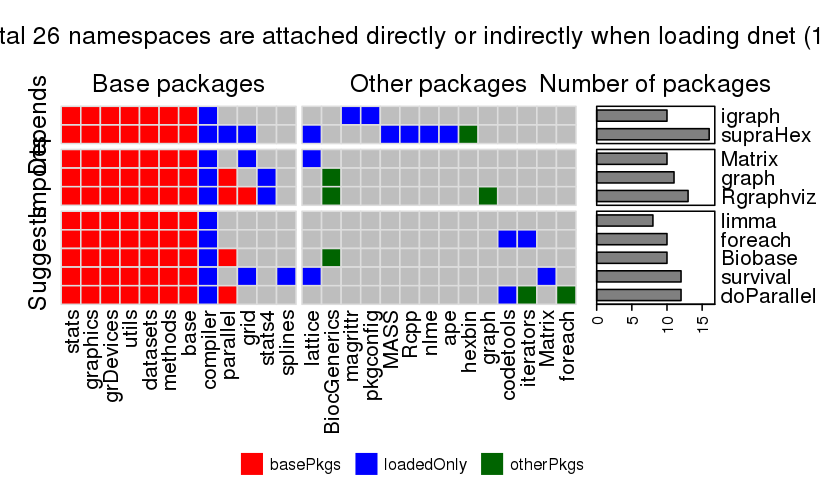 tal 26 namespaces are attached directly or indirectly when loading dnet (1
Base packages
Other packages
Number of packages
Depends
Imports
Suggests
igraph
supraHex
Matrix
graph
Rgraphviz
limma
foreach
Biobase
survival
doParallel
stats
graphics
grDevices
utils
datasets
methods
base
compiler
parallel
grid
stats4
splines
lattice
BiocGenerics
magrittr
pkgconfig
MASS
Rcpp
nlme
ape
hexbin
graph
codetools
iterators
Matrix
foreach
0
5
10
15
basePkgs
loadedOnly
otherPkgs